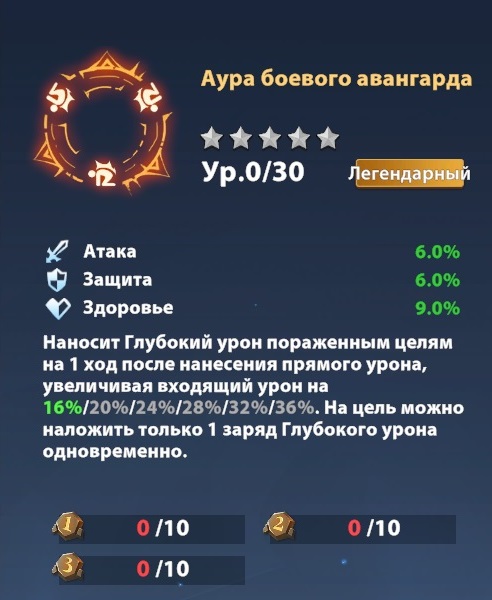 Аура боевого авангарда
Ур.0/30
Легендарный
Атака 6.0%
Защита 6.0%
Здоровье 9.0%
Наносит Глубокий урон пораженным целям
на 1 ход после нанесения прямого урона,
увеличивая входящий урон на
16%/20%/24%/28%/32%/36%. На цель можно
наложить только 1 заряд Глубокого урона
одновременно.
1 0 /10 2 0 /10
3 0 /10